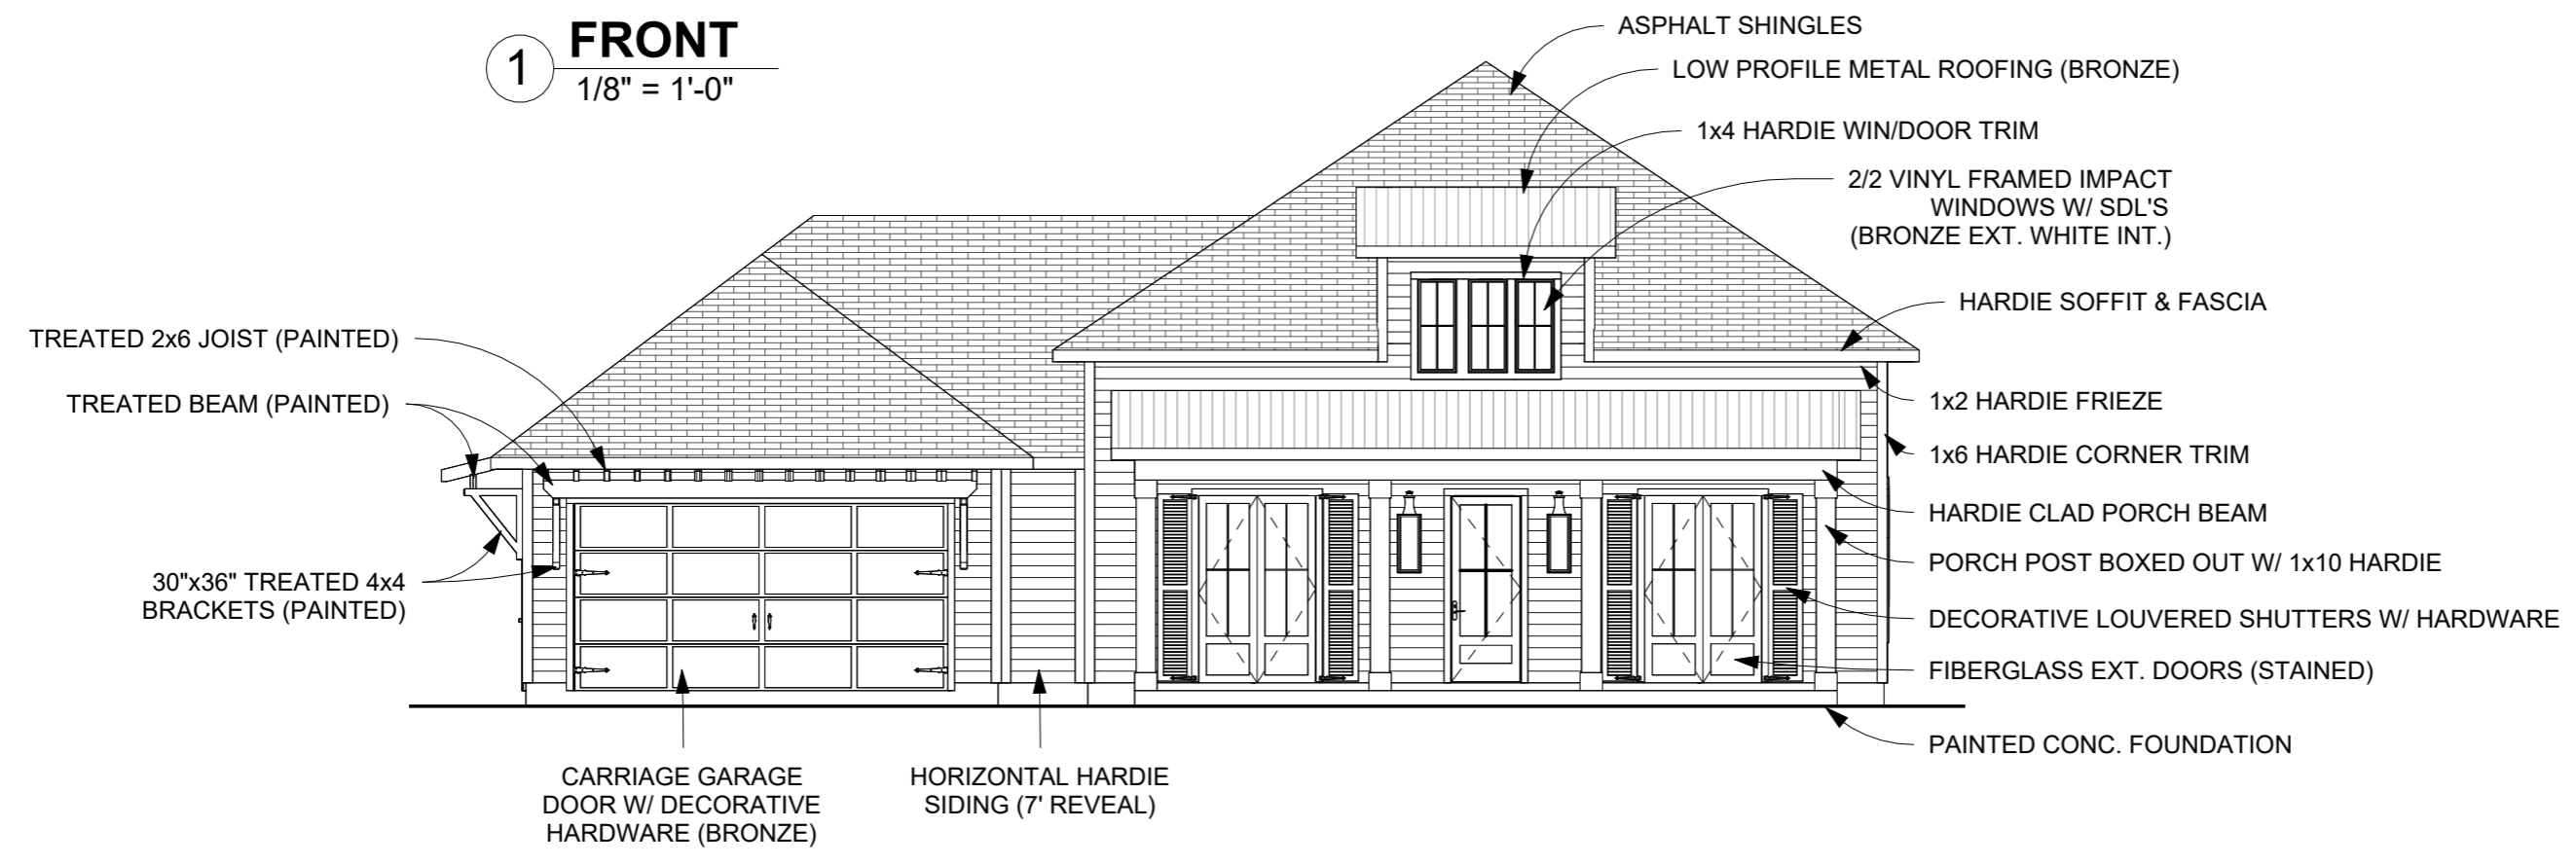 1
FRONT
1/8" = 1'-0"
ASPHALT SHINGLES
LOW PROFILE METAL ROOFING (BRONZE)
1x4 HARDIE WIN/DOOR TRIM
2/2 VINYL FRAMED IMPACT
WINDOWS W/ SDL'S
(BRONZE EXT. WHITE INT.)
HARDIE SOFFIT & FASCIA
1x2 HARDIE FRIEZE
1x6 HARDIE CORNER TRIM
HARDIE CLAD PORCH BEAM
PORCH POST BOXED OUT W/ 1x10 HARDIE
DECORATIVE LOUVERED SHUTTERS W/ HARDWARE
FIBERGLASS EXT. DOORS (STAINED)
PAINTED CONC. FOUNDATION
TREATED 2x6 JOIST (PAINTED)
TREATED BEAM (PAINTED)
30"x36" TREATED 4x4
BRACKETS (PAINTED)
CARRIAGE GARAGE
DOOR W/ DECORATIVE
HARDWARE (BRONZE)
HORIZONTAL HARDIE
SIDING (7' REVEAL)